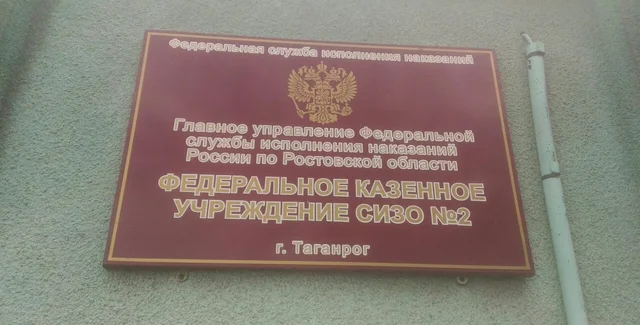 Федеральная служба исполнения наказаний
Главное управление Федеральной
службы исполнения наказаний
России по Ростовской области
ФЕДЕРАЛЬНОЕ КАЗЕННОЕ
УЧРЕЖДЕНИЕ СИЗО №2
г. Таганрог